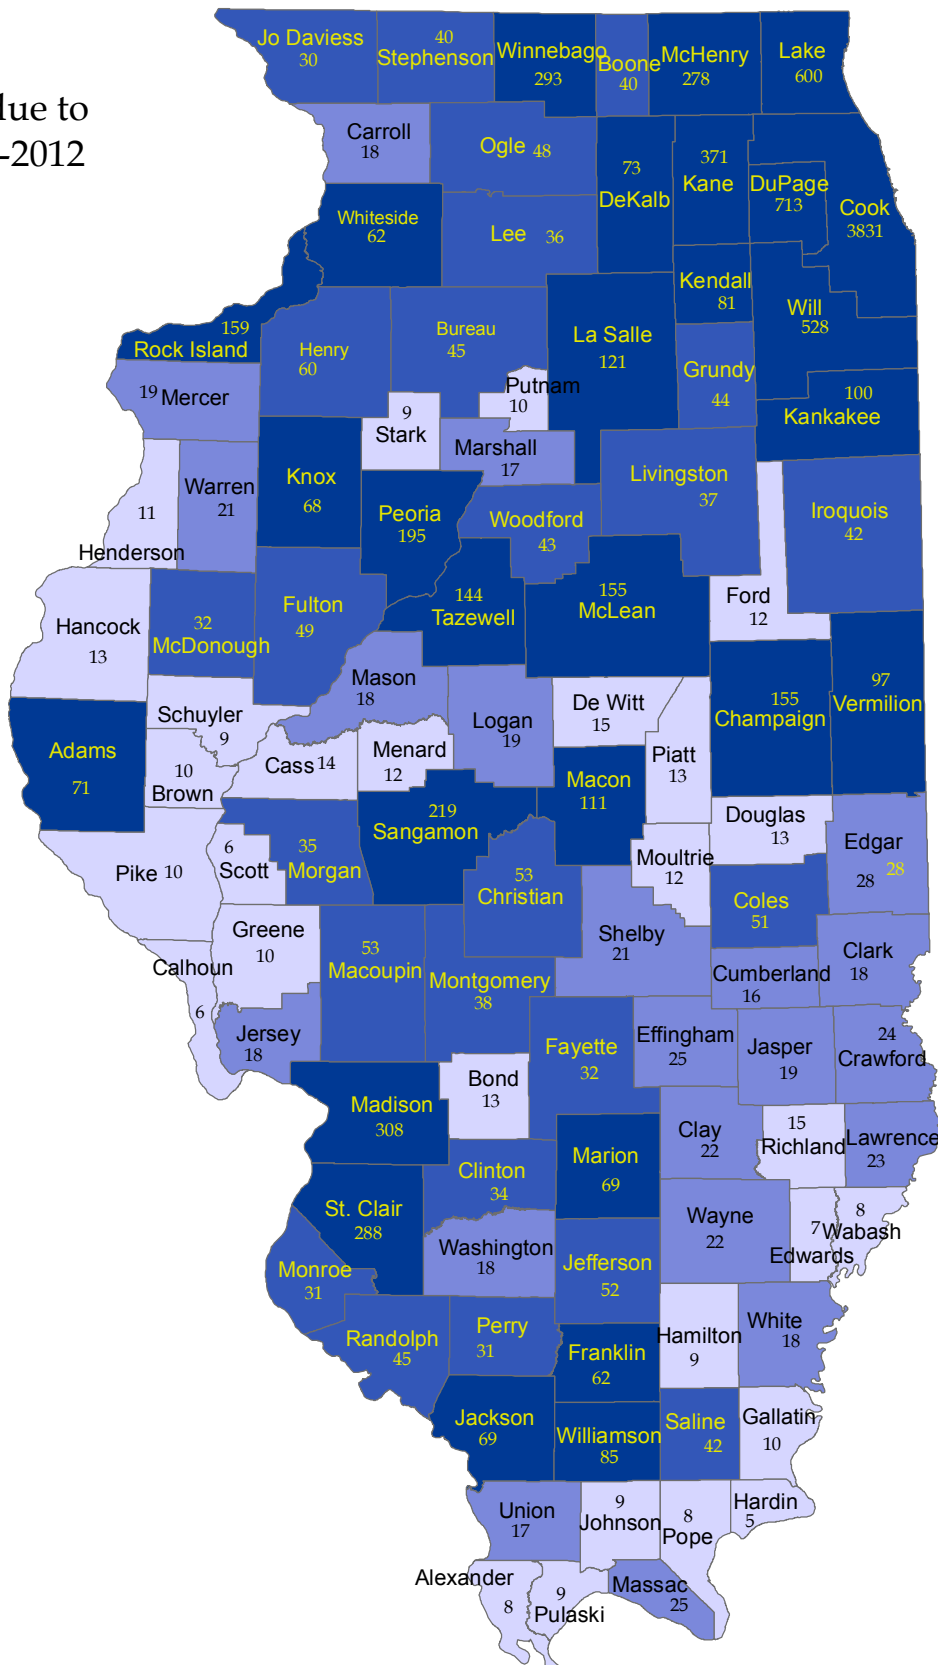 lue to
-2012
Jo Daviess
30
40
Stephenson
Winnebago
293
Boone
40
McHenry
278
Lake
600
Carroll
18
Ogle 48
73
DeKalb
371
Kane
DuPage
713
Cook
3831
Whiteside
62
Lee 36
Kendall
81
Will
528
159
Rock Island
Henry
60
Bureau
45
La Salle
121
Grundy
44
100
Kankakee
19 Mercer
9
Stark
Putnam
10
Marshall
17
Livingston
37
Iroquois
42
11
Henderson
Warren
21
Knox
68
Peoria
195
Woodford
43
Ford
12
Hancock
13
32
McDonough
Fulton
49
144
Tazewell
155
McLean
Mason
18
Logan
19
De Witt
15
Piatt
13
155
Champaign
97
Vermilion
Adams
71
Schuyler
9
10
Brown
Cass 14
Menard
12
Macon
111
219
Sangamon
Douglas
13
Edgar
28 28
Pike 10
6
Scott
35
Morgan
53
Christian
Moultrie
12
Coles
51
Greene
10
53
Macoupin
Montgomery
38
Shelby
21
Cumberland
16
Clark
18
Calhoun
6
Jersey
18
Fayette
32
Effingham
25
Jasper
19
24
Crawford
Bond
13
Madison
308
Clinton
34
Marion
69
Clay
22
15
Richland
Lawrence
23
St. Clair
288
Washington
18
Jefferson
52
Wayne
22
7
Edwards
8
Wabash
Monroe
31
Randolph
45
Perry
31
Franklin
62
Hamilton
9
White
18
Jackson
69
Williamson
85
Saline
42
Gallatin
10
Union
17
9
Johnson
8
Pope
Hardin
5
Alexander
8
9
Pulaski
Massac
25